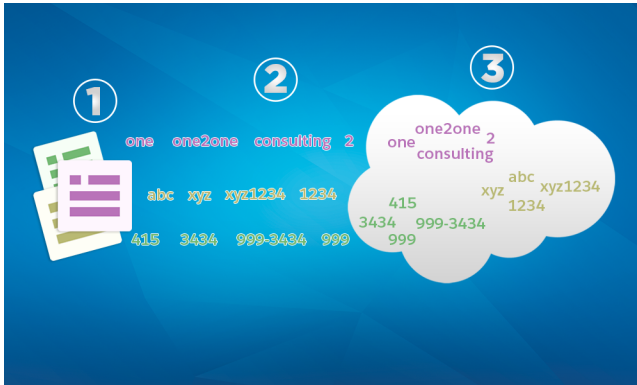 1
2
3
one one2one consulting 2
abc xyz xyz1234 1234
415 3434 999-3434 999
one one2one 2
consulting
abc
xyz xyz1234
1234
415
3434 999-3434
999